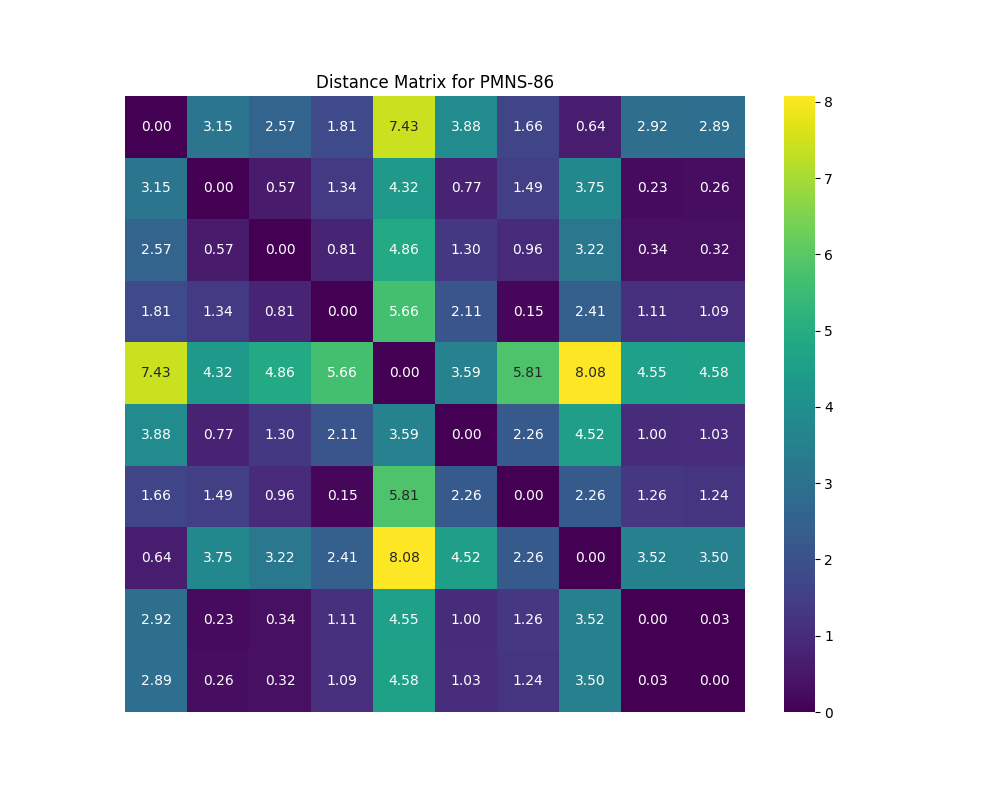 Distance Matrix for PMNS-86
0.00 3.15 2.57 1.81 7.43 3.88 1.66 0.64 2.92 2.89
3.15 0.00 0.57 1.34 4.32 0.77 1.49 3.75 0.23 0.26
2.57 0.57 0.00 0.81 4.86 1.30 0.96 3.22 0.34 0.32
1.81 1.34 0.81 0.00 5.66 2.11 0.15 2.41 1.11 1.09
7.43 4.32 4.86 5.66 0.00 3.59 5.81 8.08 4.55 4.58
3.88 0.77 1.30 2.11 3.59 0.00 2.26 4.52 1.00 1.03
1.66 1.49 0.96 0.15 5.81 2.26 0.00 2.26 1.26 1.24
0.64 3.75 3.22 2.41 8.08 4.52 2.26 0.00 3.52 3.50
2.92 0.23 0.34 1.11 4.55 1.00 1.26 3.52 0.00 0.03
2.89 0.26 0.32 1.09 4.58 1.03 1.24 3.50 0.03 0.00
8
7
6
5
4
3
2
1
0